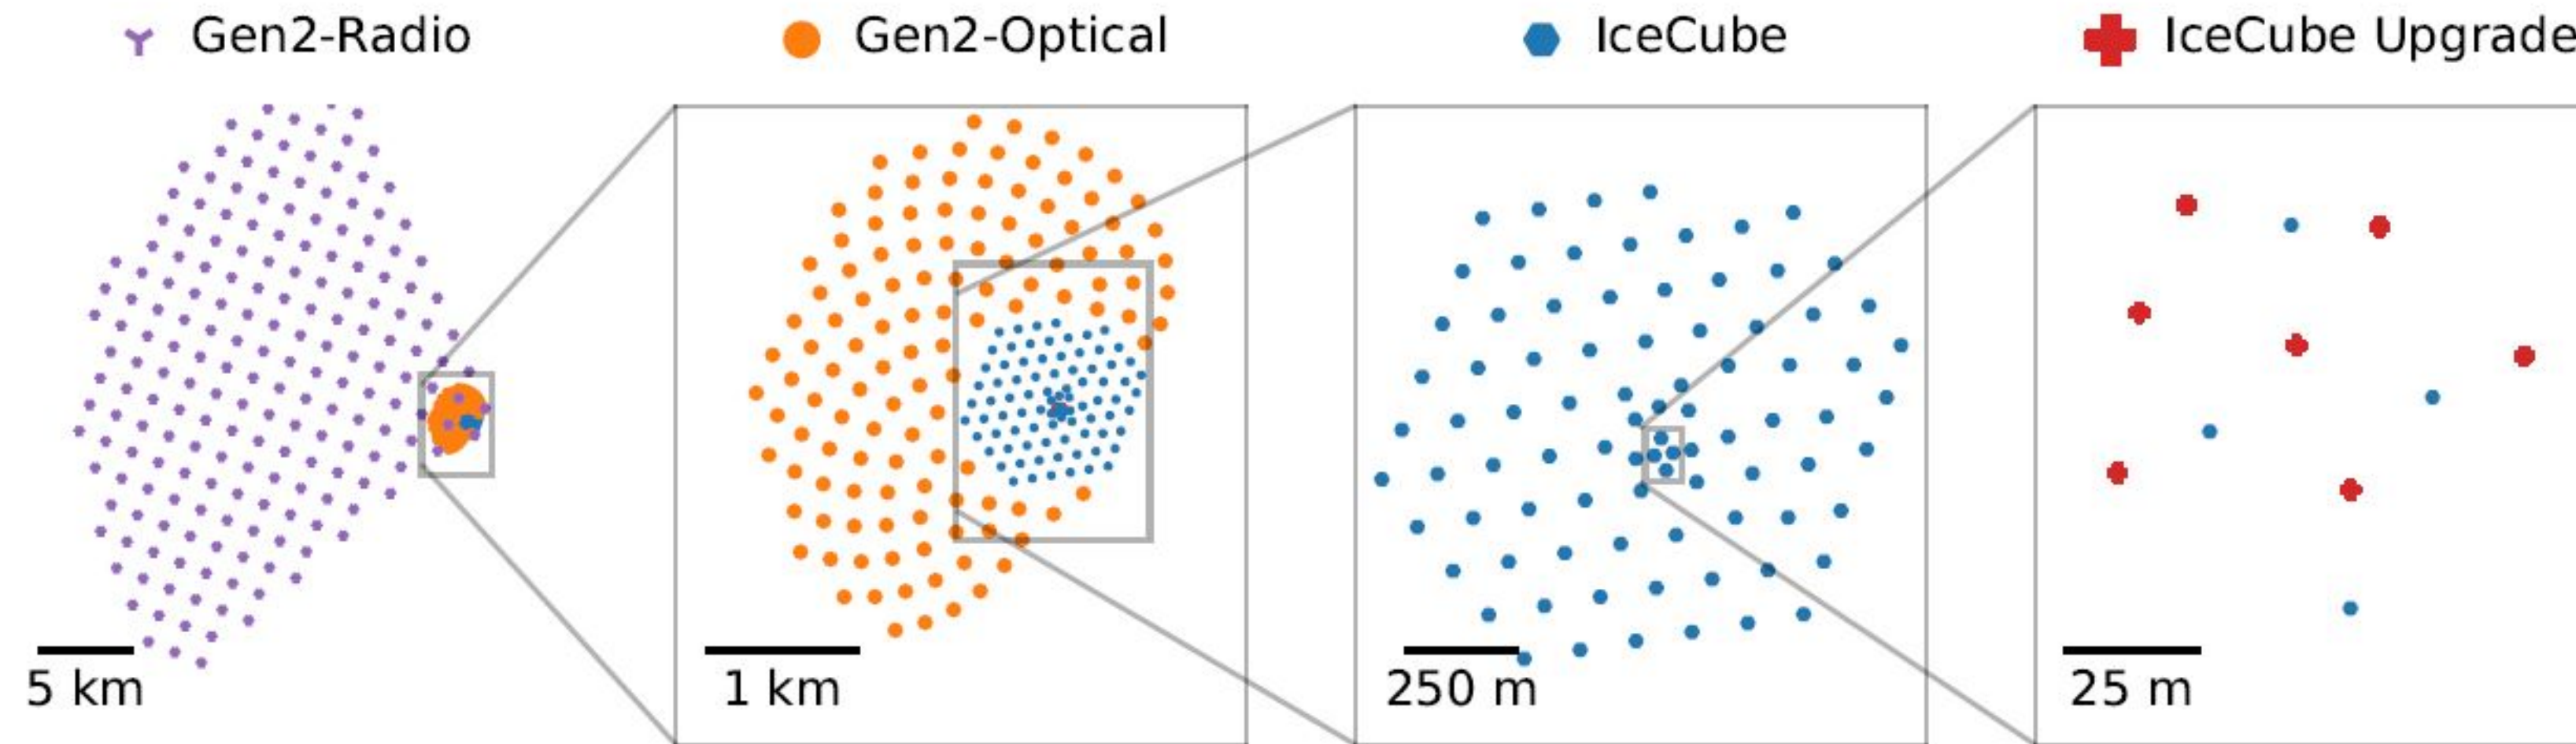 Gen2-Radio
Gen2-Optical
IceCube
IceCube Upgrade
5 km
1 km
250 m
25 m